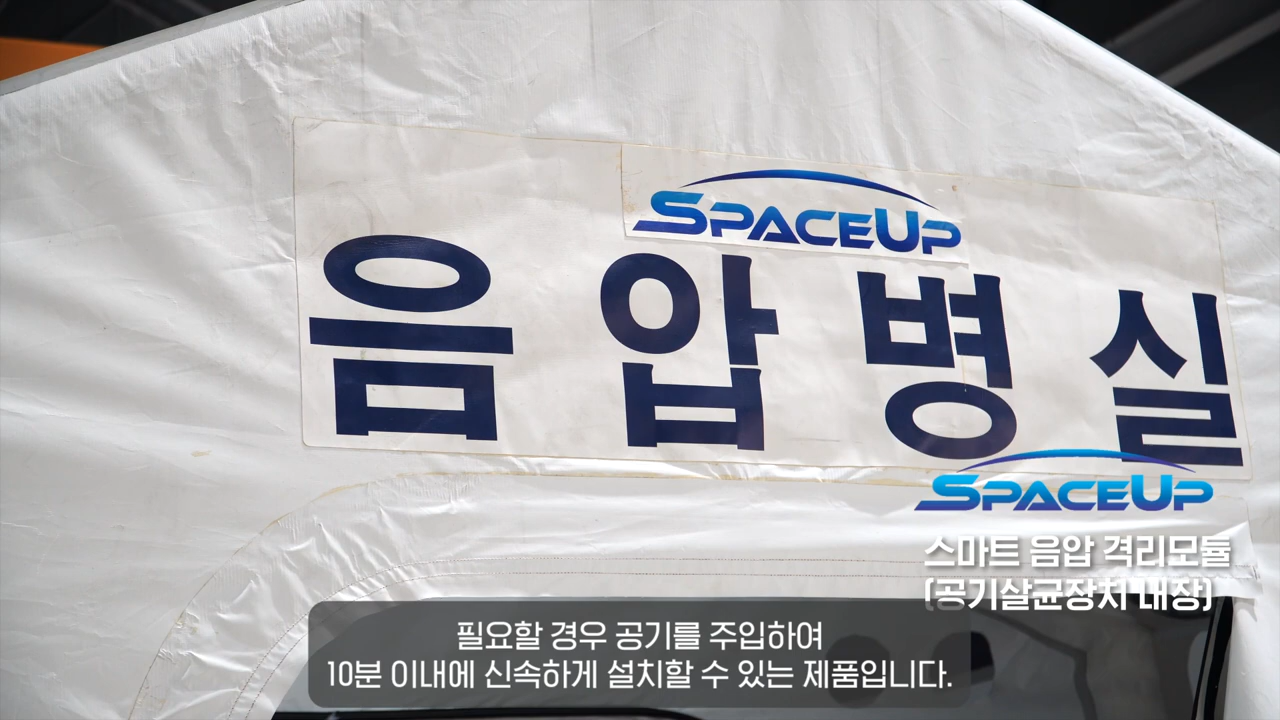 SPACEUP
음압병실
SPACEUP
스마트 음압 격리모듈
(공기살균장치 내장)
필요할 경우 공기를 주입하여
10분 이내에 신속하게 설치할 수 있는 제품입니다.